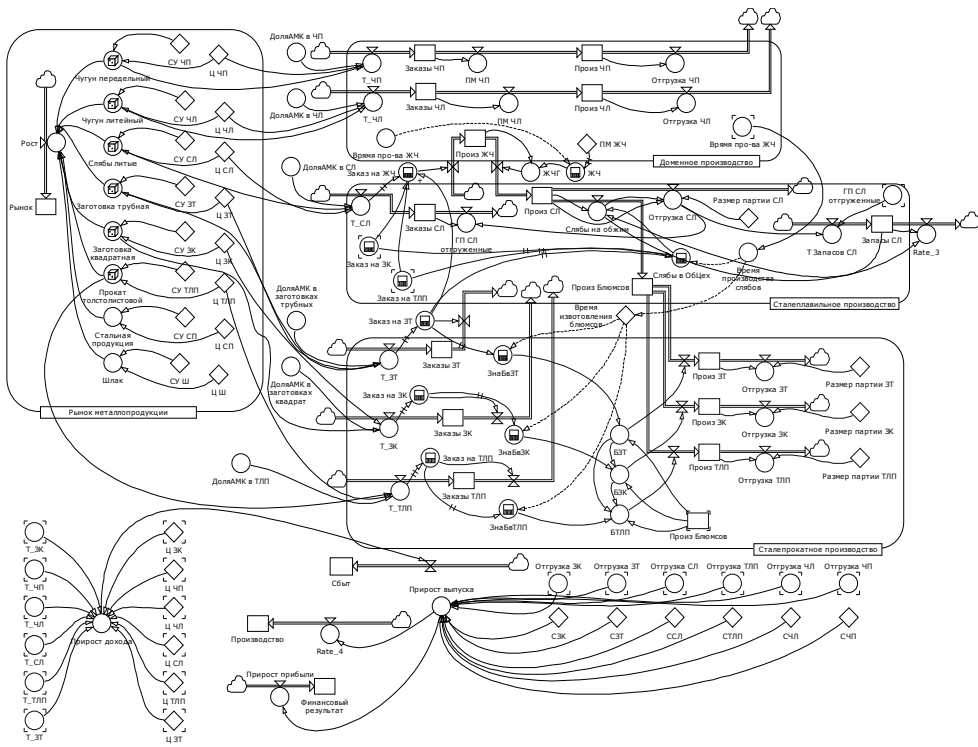 ДоляАМК в ЧП
СУ ЧП
Ц ЧП
Чугун передельный
Т_ЧП
Заказы ЧП
ПМ ЧП
Произ ЧП
Отгрузка ЧП
СУ ЧЛ
Ц ЧЛ
Чугун литейный
ДоляАМК в ЧЛ
Т_ЧЛ
Заказы ЧЛ
ПМ ЧЛ
Произ ЧЛ
Отгрузка ЧЛ
Рост
Время про-ва ЖЧ
Произ ЖЧ
ПМ ЖЧ
Врямя про-ва ЖЧ
Доменное производство
СУ СЛ
Ц СЛ
Слябы литые
ДоляАМК в СЛ
Заказ на ЖЧ
ЖЧГ
ЖЧ
Рынок
СУ ЗТ
Ц ЗТ
Заготовка трубная
Т_СЛ
Заказы СЛ
ГП СЛ
отгруженные
Произ СЛ
Слябы на обжим
Отгрузка СЛ
Размер партии СЛ
ГП СЛ
отгруженные
Т Запасов СЛ
Запасы СЛ
Rate_3
СУ ЗК
Ц ЗК
Заготовка
квадратная
Заказ на ЗК
Заказ на ТЛП
Слябы в ОбЦех
Время
производства
слябов
Сталеплавильное производство
СУ ТЛП
Ц ТЛП
Прокат
толстолистовой
ДоляАМК в
заготовках
трубных
Произ Блюмсов
Время
извотовления
блюмсов
СУ СП
Ц СП
Стальная
продукция
Заказ на ЗТ
Т_ЗТ
Заказы ЗТ
ЗнаБвЗТ
Произ ЗТ
Отгрузка ЗТ
Размер партии ЗТ
СУ Ш
Ц Ш
Шлак
Рынок металлопродукции
ДоляАМК в
заготовках
квадрат
Заказ на ЗК
Т_ЗК
Заказы ЗК
ЗнаБвЗК
Произ ЗК
Отгрузка ЗК
Размер партии ЗК
БЗТ
ДоляАМК в ТЛП
Заказ на ТЛП
Т_ТЛП
Заказы ТЛП
ЗнаБвТЛП
БЗК
БТЛП
Произ ТЛП
Отгрузка ТЛП
Размер партии ТЛП
Произ Блюмсов
Сталепрокатное производство
Т_ЗК
Т_ЧП
Т_ЧЛ
Т_СЛ
Т_ТЛП
Т_ЗТ
Прирост дохода
Ц ЗК
Ц ЧП
Ц ЧЛ
Ц СЛ
Ц ТЛП
Ц ЗТ
Сбыт
Прирост выпуска
Отгрузка ЗК
Отгрузка ЗТ
Отгрузка СЛ
Отгрузка ТЛП
Отгрузка ЧЛ
Отгрузка ЧП
СЗК
СЗТ
ССЛ
СТЛП
СЧЛ
СЧП
Производство
Rate_4
Прирост прибыли
Финансовый
результат